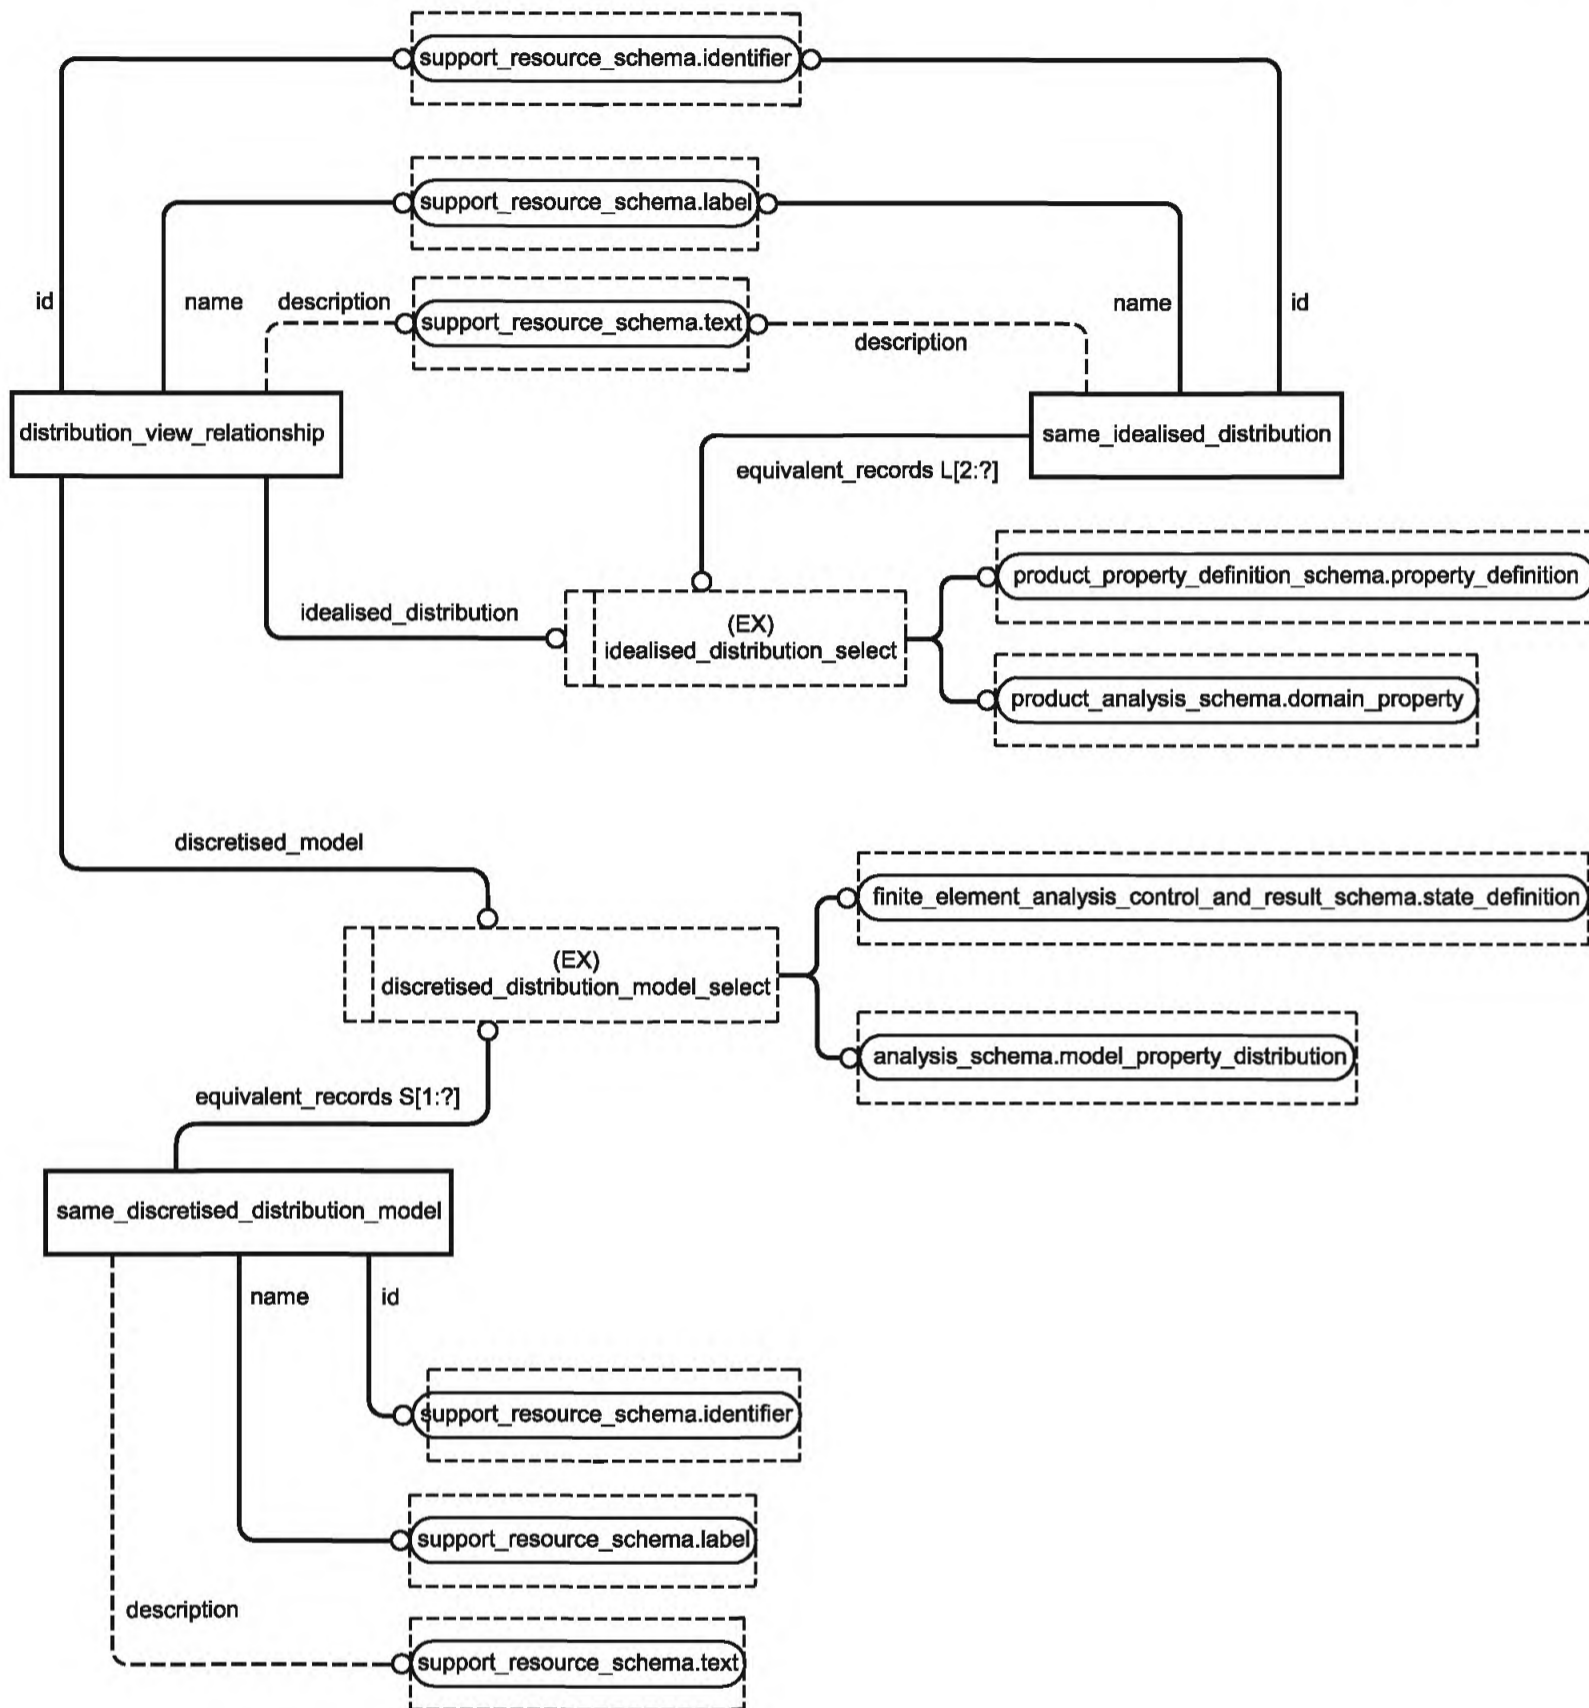 support_resource_schema.identifier
support_resource_schema.label
id
name
description
support_resource_schema.text
description
name
id
distribution_view_relationship
same_idealised_distribution
equivalent_records L[2:?]
idealised_distribution
(EX)
idealised_distribution_select
product_property_definition_schema.property_definition
product_analysis_schema.domain_property
discretised_model
finite_element_analysis_control_and_result_schema.state_definition
(EX)
discretised_distribution_model_select
analysis_schema.model_property_distribution
equivalent_records S[1:?]
same_discretised_distribution_model
name
id
support_resource_schema.identifier
support_resource_schema.label
description
support_resource_schema.text